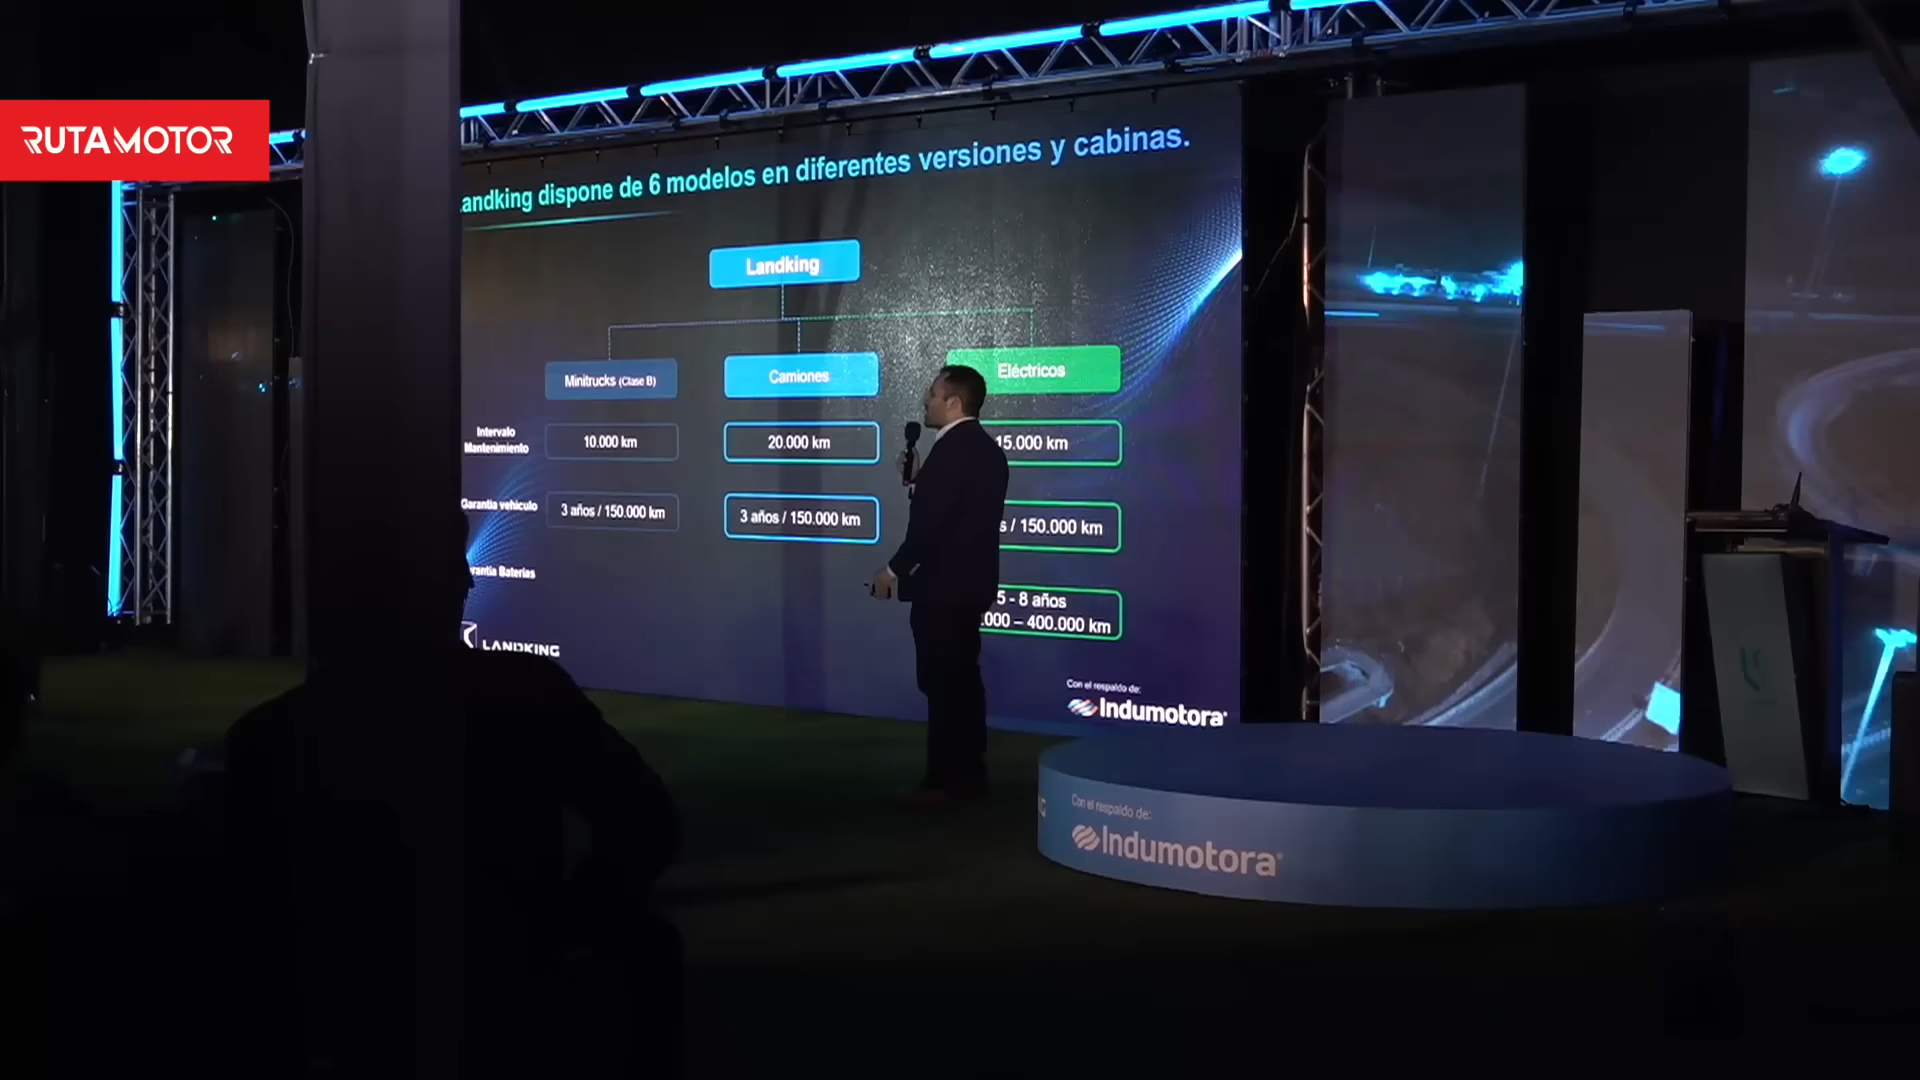 RUTAMOTOR
andking dispone de 6 modelos en diferentes versiones y cabinas.
Landking
Minitrucks (Clase B)
Camiones
Eléctricos
Intervalo
Mantenimiento
10.000 km
20.000 km
15.000 km
Garantía vehículo
3 años / 150.000 km
3 años / 150.000 km
s / 150.000 km
rantía Baterías
5 - 8 años
.000 – 400.000 km
LANDKING
Con el respaldo de:
Indumotora
Con el respaldo de:
Indumotora